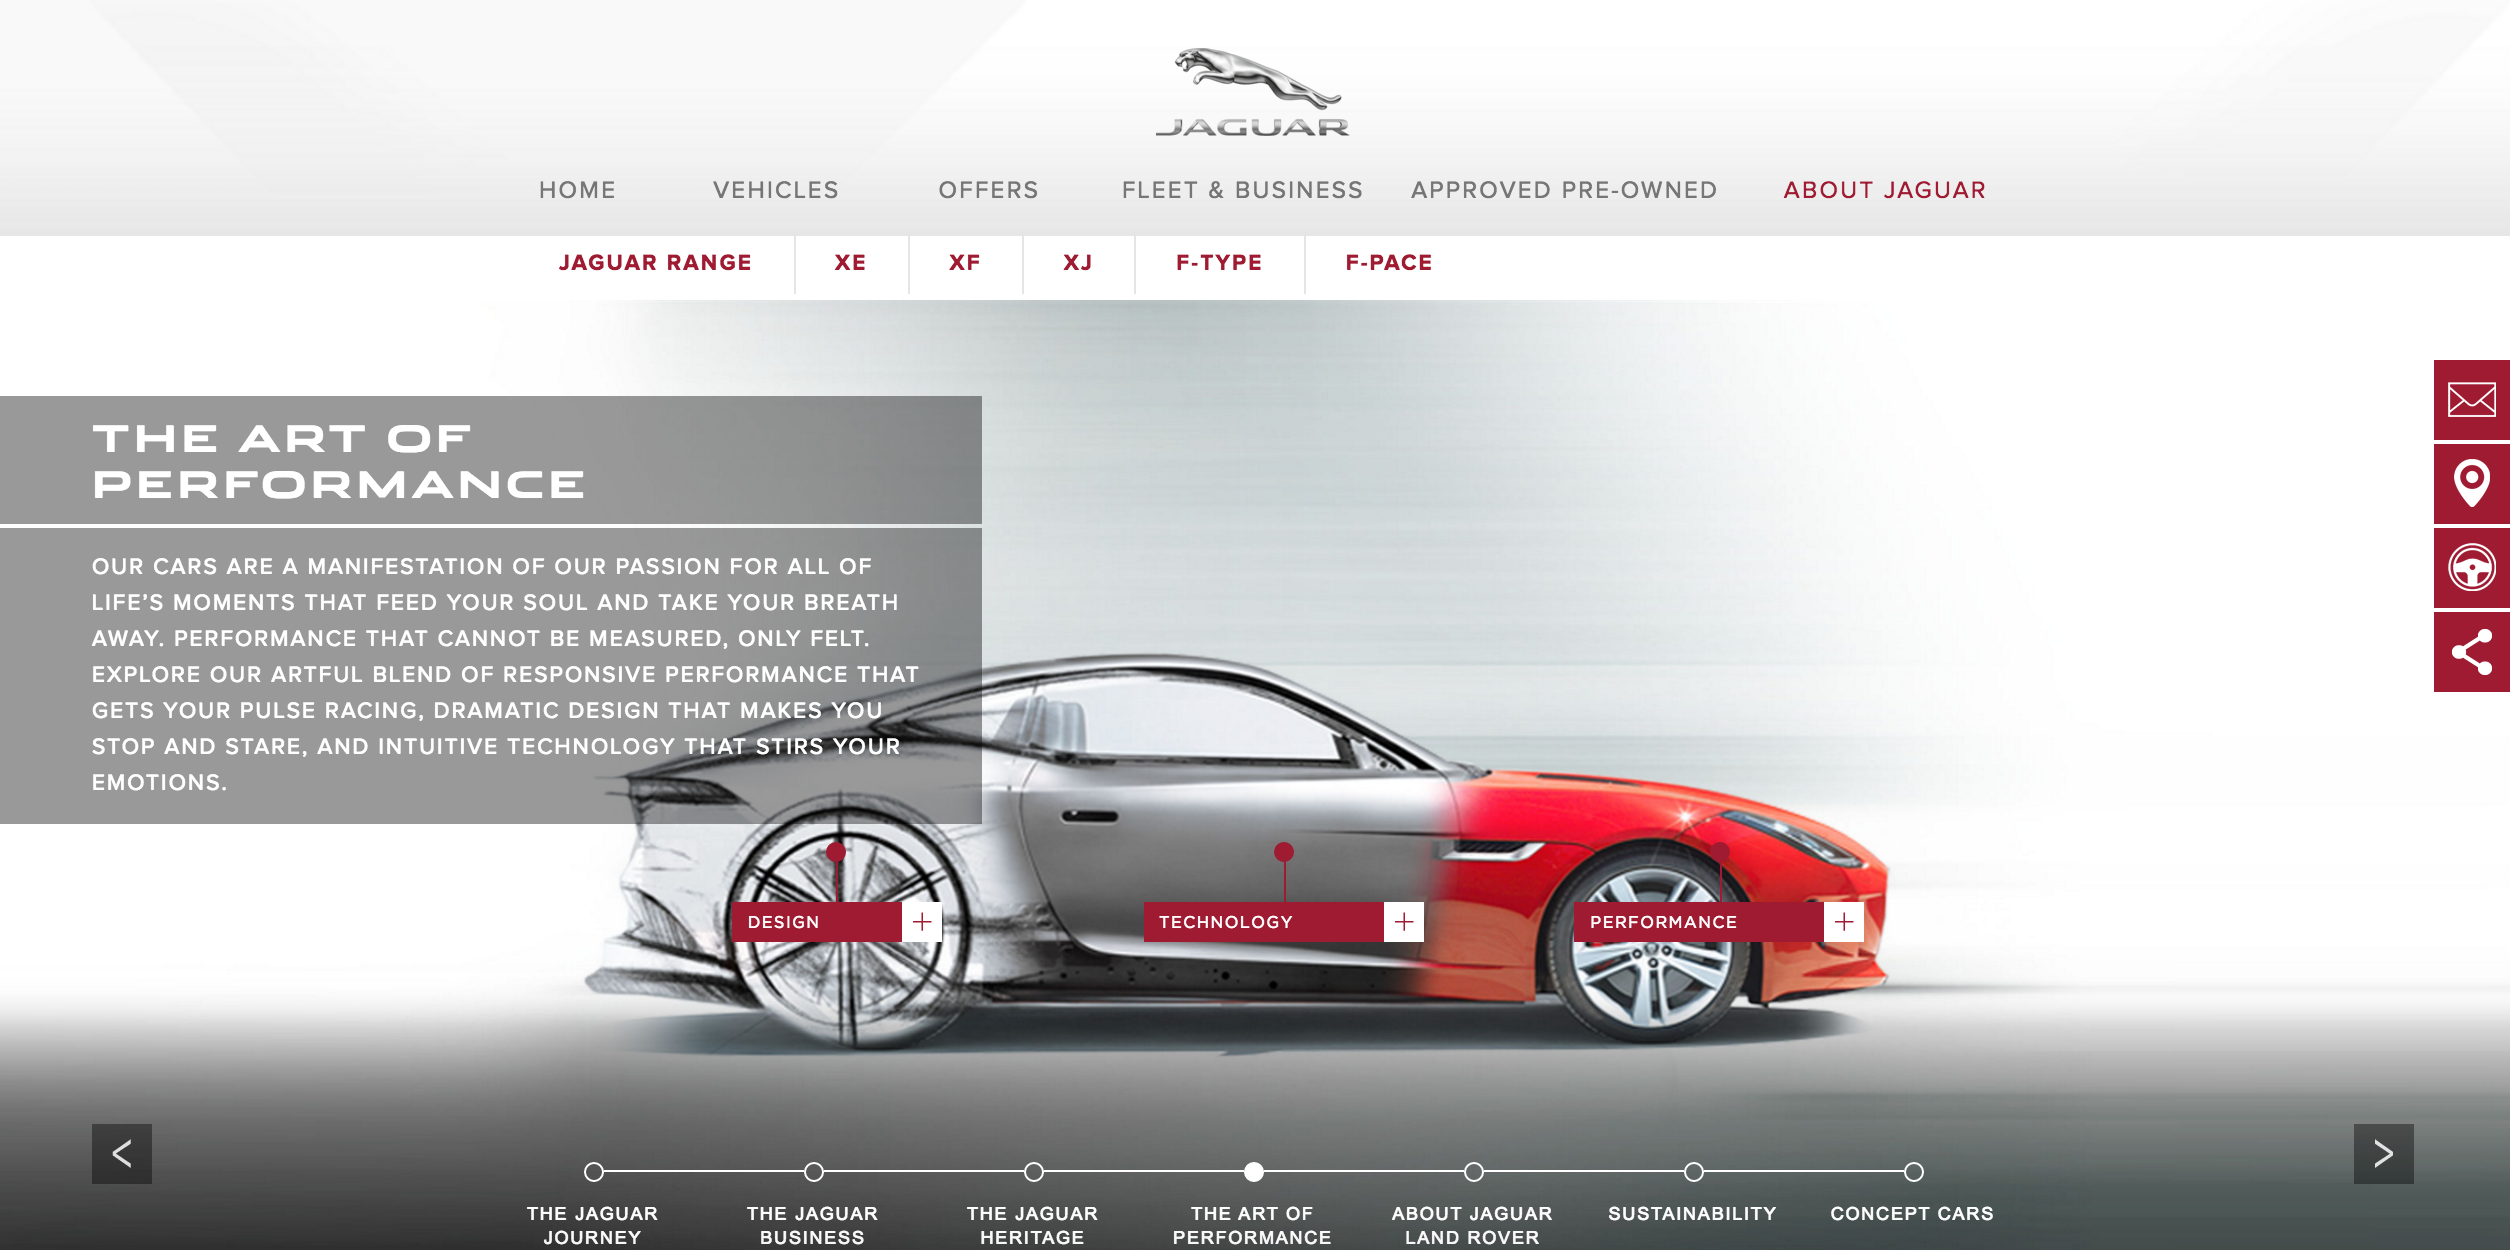 JAGUAR
HOME VEHICLES OFFERS FLEET & BUSINESS APPROVED PRE-OWNED ABOUT JAGUAR
JAGUAR RANGE XE XF XJ F-TYPE F-PACE
THE ART OF
PERFORMANCE
OUR CARS ARE A MANIFESTATION OF OUR PASSION FOR ALL OF
LIFE’S MOMENTS THAT FEED YOUR SOUL AND TAKE YOUR BREATH
AWAY. PERFORMANCE THAT CANNOT BE MEASURED, ONLY FELT.
EXPLORE OUR ARTFUL BLEND OF RESPONSIVE PERFORMANCE THAT
GETS YOUR PULSE RACING, DRAMATIC DESIGN THAT MAKES YOU
STOP AND STARE, AND INTUITIVE TECHNOLOGY THAT STIRS YOUR
EMOTIONS.
DESIGN
TECHNOLOGY
PERFORMANCE
THE JAGUAR
JOURNEY
THE JAGUAR
BUSINESS
THE JAGUAR
HERITAGE
THE ART OF
PERFORMANCE
ABOUT JAGUAR
LAND ROVER
SUSTAINABILITY
CONCEPT CARS